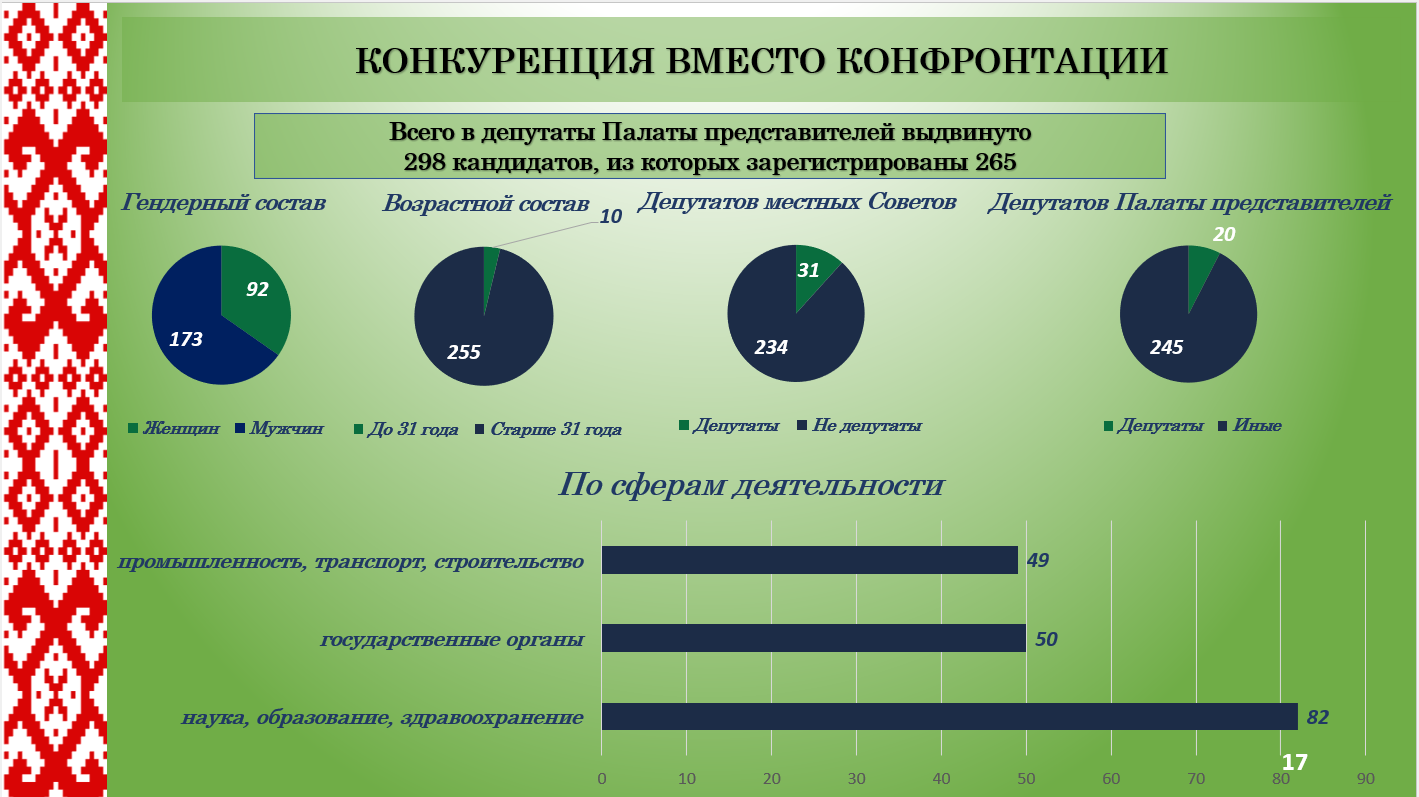 КОНКУРЕНЦИЯ ВМЕСТО КОНФРОНТАЦИИ
Всего в депутаты Палаты представителей выдвинуто
298 кандидатов, из которых зарегистрированы 265
Гендерный состав
92
173
Женщин Мужчин
Возрастной состав
10
255
До 31 года Старше 31 года
Депутатов местных Советов
31
234
Депутаты Не депутаты
Депутатов Палаты представителей
20
245
Депутаты Иные
По сферам деятельности
промышленность, транспорт, строительство 49
государственные органы 50
наука, образование, здравоохранение 82
0 10 20 30 40 50 60 70 80 90
17